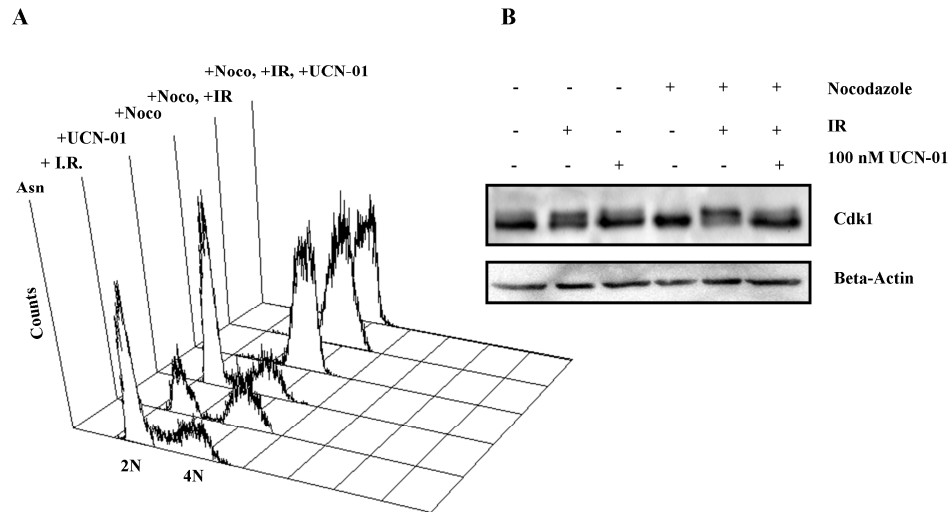 A
+Noco, +IR, +UCN-01
+Noco, +IR
+Noco
+UCN-01
+ I.R.
Asn
Counts
2N
4N
B
- - - + + + Nocodazole
- + - - + + IR
- - + - - + 100 nM UCN-01
Cdk1
Beta-Actin